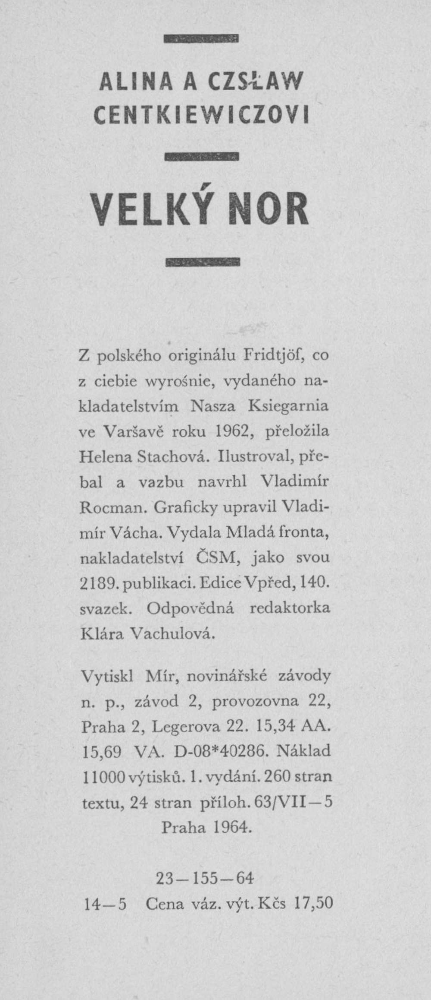 ALINA A CZSŁAW
CENTKIEWICZOVI
VELKÝ NOR
Z polského originálu Fridtjöf, co
z ciebie wyrośnie, vydaného na-
kladatelstvím Nasza Ksiegarnia
ve Varšavě roku 1962, přeložila
Helena Stachová. Ilustroval, pře-
bal a vazbu navrhl Vladimír
Rocman. Graficky upravil Vladi-
mír Vácha. Vydala Mladá fronta,
nakladatelství ČSM, jako svou
2189. publikaci. Edice Vpřed, 140.
svazek. Odpovědná redaktorka
Klára Vachulová.
Vytiskl Mír, novinářské závody
n. p., závod 2, provozovna 22,
Praha 2, Legerova 22. 15,34 AA.
15,69 VA. D-08*40286. Náklad
11000 výtisků. 1. vydání. 260 stran
textu, 24 stran příloh. 63/VII—5
Praha 1964.
23—155—64
14—5 Cena váz. výt. Kčs 17,50